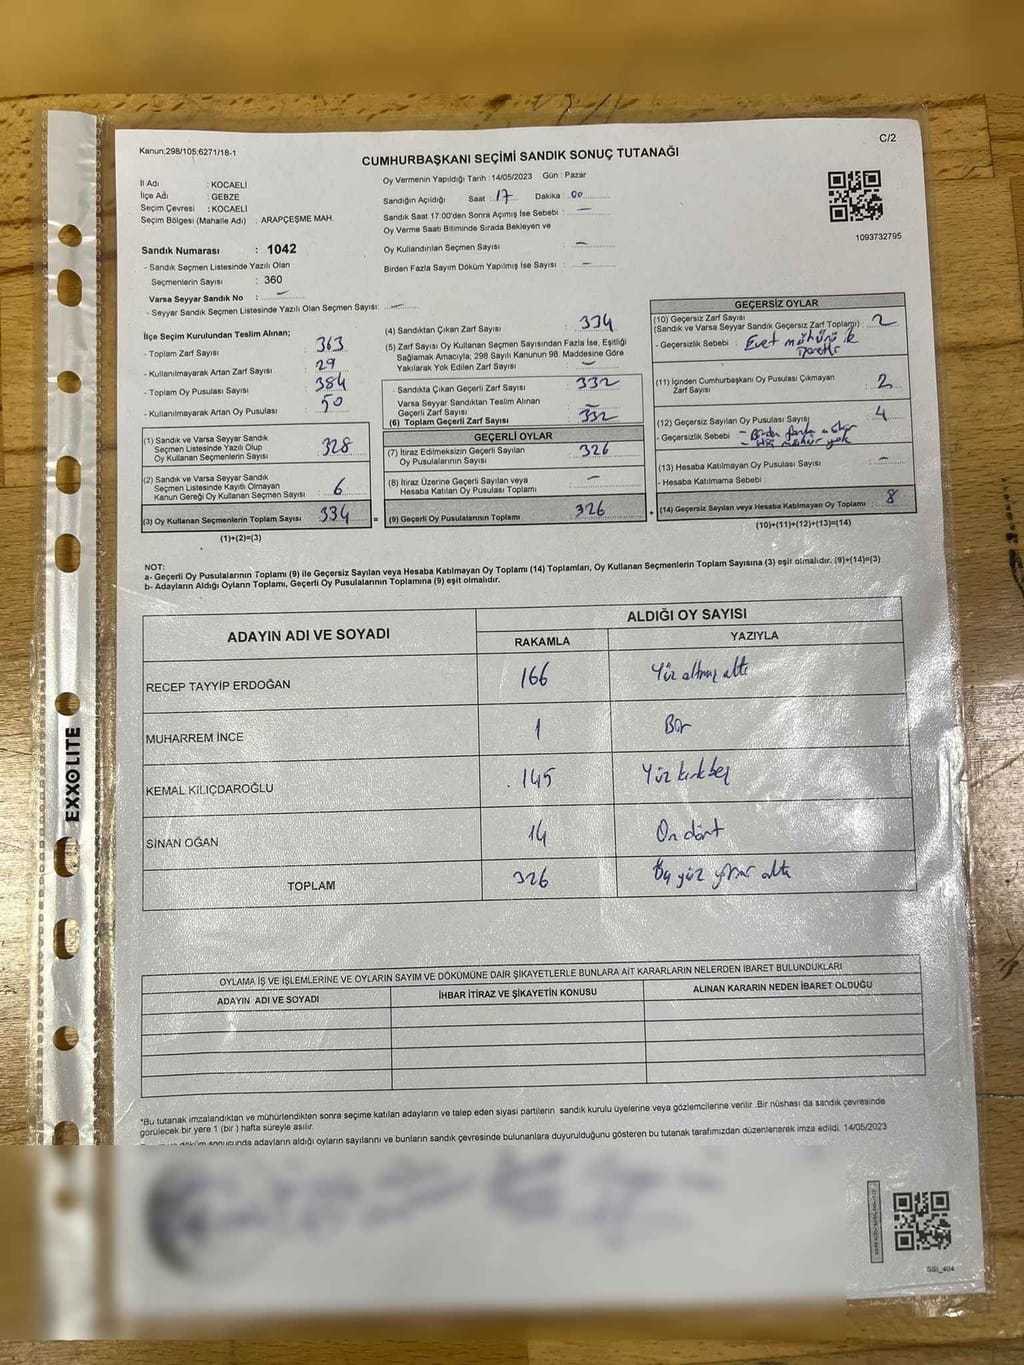 C/2
Kanun:298/105,6271/18-1
CUMHURBAŞKANI SEÇİMİ SANDIK SONUÇ TUTANAĞI
İl Adı : KOCAELİ
İlçe Adı : GEBZE
Seçim Çevresi : KOCAELİ
Seçim Bölgesi (Mahalle Adı) : ARAPÇEŞME MAH.
Sandık Numarası : 1042
- Sandık Seçmen Listesinde Yazılı Olan
Seçmenlerin Sayısı : 360
Varsa Seyyar Sandık No : -
- Seyyar Sandık Seçmen Listesinde Yazılı Olan Seçmen Sayısı: -
Oy Vermenin Yapıldığı Tarih : 14/05/2023 Gün : Pazar
Sandığın Açıldığı Saat : 17 Dakika : 00
Sandık Saat 17:00'den Sonra Açımış İse Sebebi : -
Oy Verme Saati Bitiminde Sırada Bekleyen ve
Oy Kullandırılan Seçmen Sayısı : -
Birden Fazla Sayım Döküm Yapılmış İse Sayısı : -
1093732795
İlçe Seçim Kurulundan Teslim Alınan;
- Toplam Zarf Sayısı : 363
- Kullanılmayarak Artan Zarf Sayısı : 29
- Toplam Oy Pusulası Sayısı : 384
- Kullanılmayarak Artan Oy Pusulası : 50
(1) Sandık ve Varsa Seyyar Sandık
Seçmen Listesinde Yazılı Olup
Oy Kullanan Seçmenlerin Sayısı : 328
(2) Sandık ve Varsa Seyyar Sandık
Seçmen Listesinde Kayıtlı Olmayan
Kanun Gereği Oy Kullanan Seçmen Sayısı : 6
(3) Oy Kullanan Seçmenlerin Toplam Sayısı : 334 =
(1)+(2)=(3)
(4) Sandıktan Çıkan Zarf Sayısı : 334
(5) Zarf Sayısı Oy Kullanan Seçmen Sayısından Fazla İse, Eşitliği
Sağlamak Amacıyla; 298 Sayılı Kanunun 98. Maddesine Göre
Yakılarak Yok Edilen Zarf Sayısı : -
- Sandıkta Çıkan Geçerli Zarf Sayısı : 332
Varsa Seyyar Sandıktan Teslim Alınan
Geçerli Zarf Sayısı : -
(6) Toplam Geçerli Zarf Sayısı : 332
GEÇERLİ OYLAR
(7) İtiraz Edilmeksizin Geçerli Sayılan
Oy Pusulalarının Sayısı : 326
(8) İtiraz Üzerine Geçerli Sayılan veya
Hesaba Katılan Oy Pusulası Toplamı : -
(9) Geçerli Oy Pusulalarının Toplamı : 326 +
GEÇERSİZ OYLAR
(10) Geçersiz Zarf Sayısı
(Sandık ve Varsa Seyyar Sandık Geçersiz Zarf Toplamı) : 2
- Geçersizlik Sebebi : Evet mühürü ile
(11) İçinden Cumhurbaşkanı Oy Pusulası Çıkmayan
Zarf Sayısı : 2
(12) Geçersiz Sayılan Oy Pusulası Sayısı : 4
- Geçersizlik Sebebi : - Birden fazla
- Hiç mühür yok
(13) Hesaba Katılmayan Oy Pusulası Sayısı : -
- Hesaba Katılmama Sebebi :
(14) Geçersiz Sayılan veya Hesaba Katılmayan Oy Toplamı : 8
(10)+(11)+(12)+(13)=(14)
NOT:
a- Geçerli Oy Pusulalarının Toplamı (9) ile Geçersiz Sayılan veya Hesaba Katılmayan Oy Toplamı (14) Toplamları, Oy Kullanan Seçmenlerin Toplam Sayısına (3) eşit olmalıdır. (9)+(14)=(3)
b- Adayların Aldığı Oyların Toplamı, Geçerli Oy Pusulalarının Toplamına (9) eşit olmalıdır.
ADAYIN ADI VE SOYADI ALDIĞI OY SAYISI
RAKAMLA YAZIYLA
RECEP TAYYİP ERDOĞAN 166 Yüz altmış altı
MUHARREM İNCE 1 Bir
KEMAL KILIÇDAROĞLU 145 Yüz kırk beş
SİNAN OĞAN 14 On dört
TOPLAM 326 Üç yüz yirmi altı
OYLAMA İŞ VE İŞLEMLERİNE VE OYLARIN SAYIM VE DÖKÜMÜNE DAİR ŞİKAYETLERLE BUNLARA AİT KARARLARIN NELERDEN İBARET BULUNDUKLARI
ADAYIN ADI VE SOYADI İHBAR İTİRAZ VE ŞİKAYETİN KONUSU ALINAN KARARIN NEDEN İBARET OLDUĞU
*Bu tutanak imzalandıktan ve mühürlendikten sonra seçime katılan adayların ve talep eden siyasi partilerin sandık kurulu üyelerine veya gözlemcilerine verilir .Bir nüshası da sandık çevresinde
görülecek bir yere 1 (bir ) hafta süreyle asılır.
döküm sonucunda adayların aldığı oyların sayılarını ve bunların sandık çevresinde bulunanlara duyurulduğunu gösteren bu tutanak tarafımızdan düzenlenerek imza edildi. 14/05/2023
EXXOLITE
SSI_404